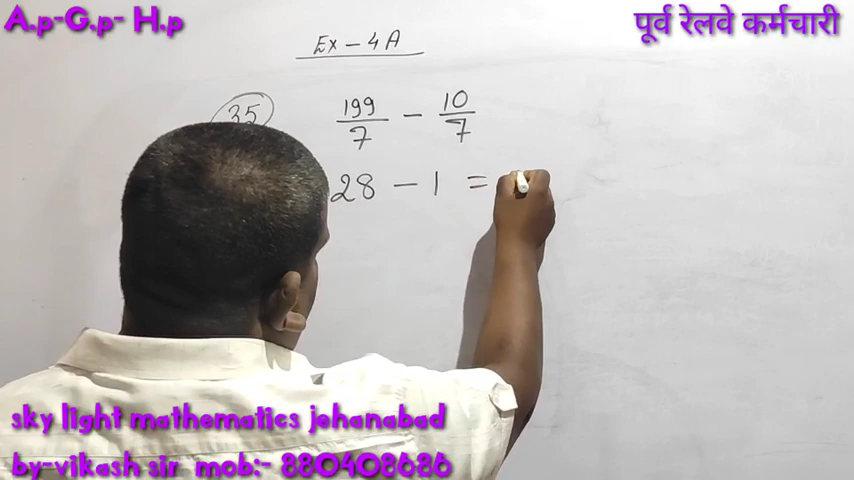 A.p-G.p- H.p
पूर्व रेलवे कर्मचारी
Ex - 4A
35
199/7 - 10/7
28 - 1 =
sky light mathematics jehanabad
by-vikash sir mob:- 880408686